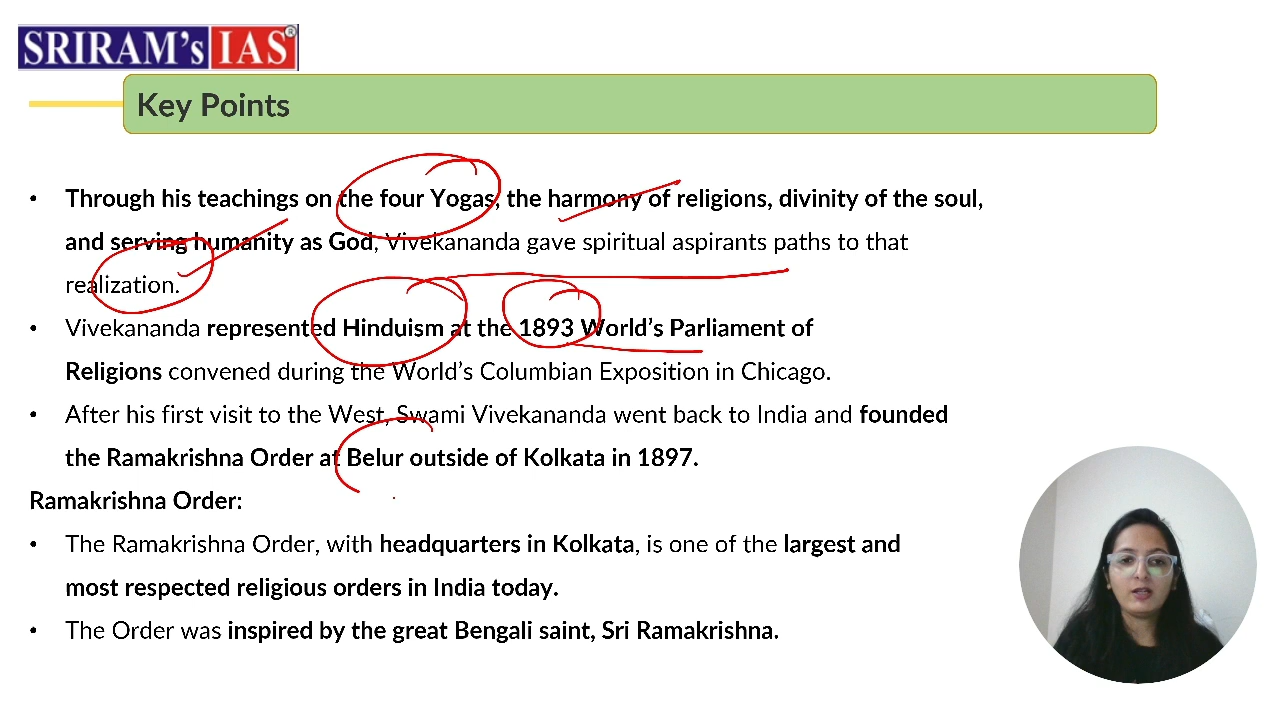 SRIRAM's IAS®
Key Points
• Through his teachings on the four Yogas, the harmony of religions, divinity of the soul,
and serving humanity as God, Vivekananda gave spiritual aspirants paths to that
realization.
• Vivekananda represented Hinduism at the 1893 World's Parliament of
Religions convened during the World's Columbian Exposition in Chicago.
• After his first visit to the West, Swami Vivekananda went back to India and founded
the Ramakrishna Order at Belur outside of Kolkata in 1897.
Ramakrishna Order:
• The Ramakrishna Order, with headquarters in Kolkata, is one of the largest and
most respected religious orders in India today.
• The Order was inspired by the great Bengali saint, Sri Ramakrishna.